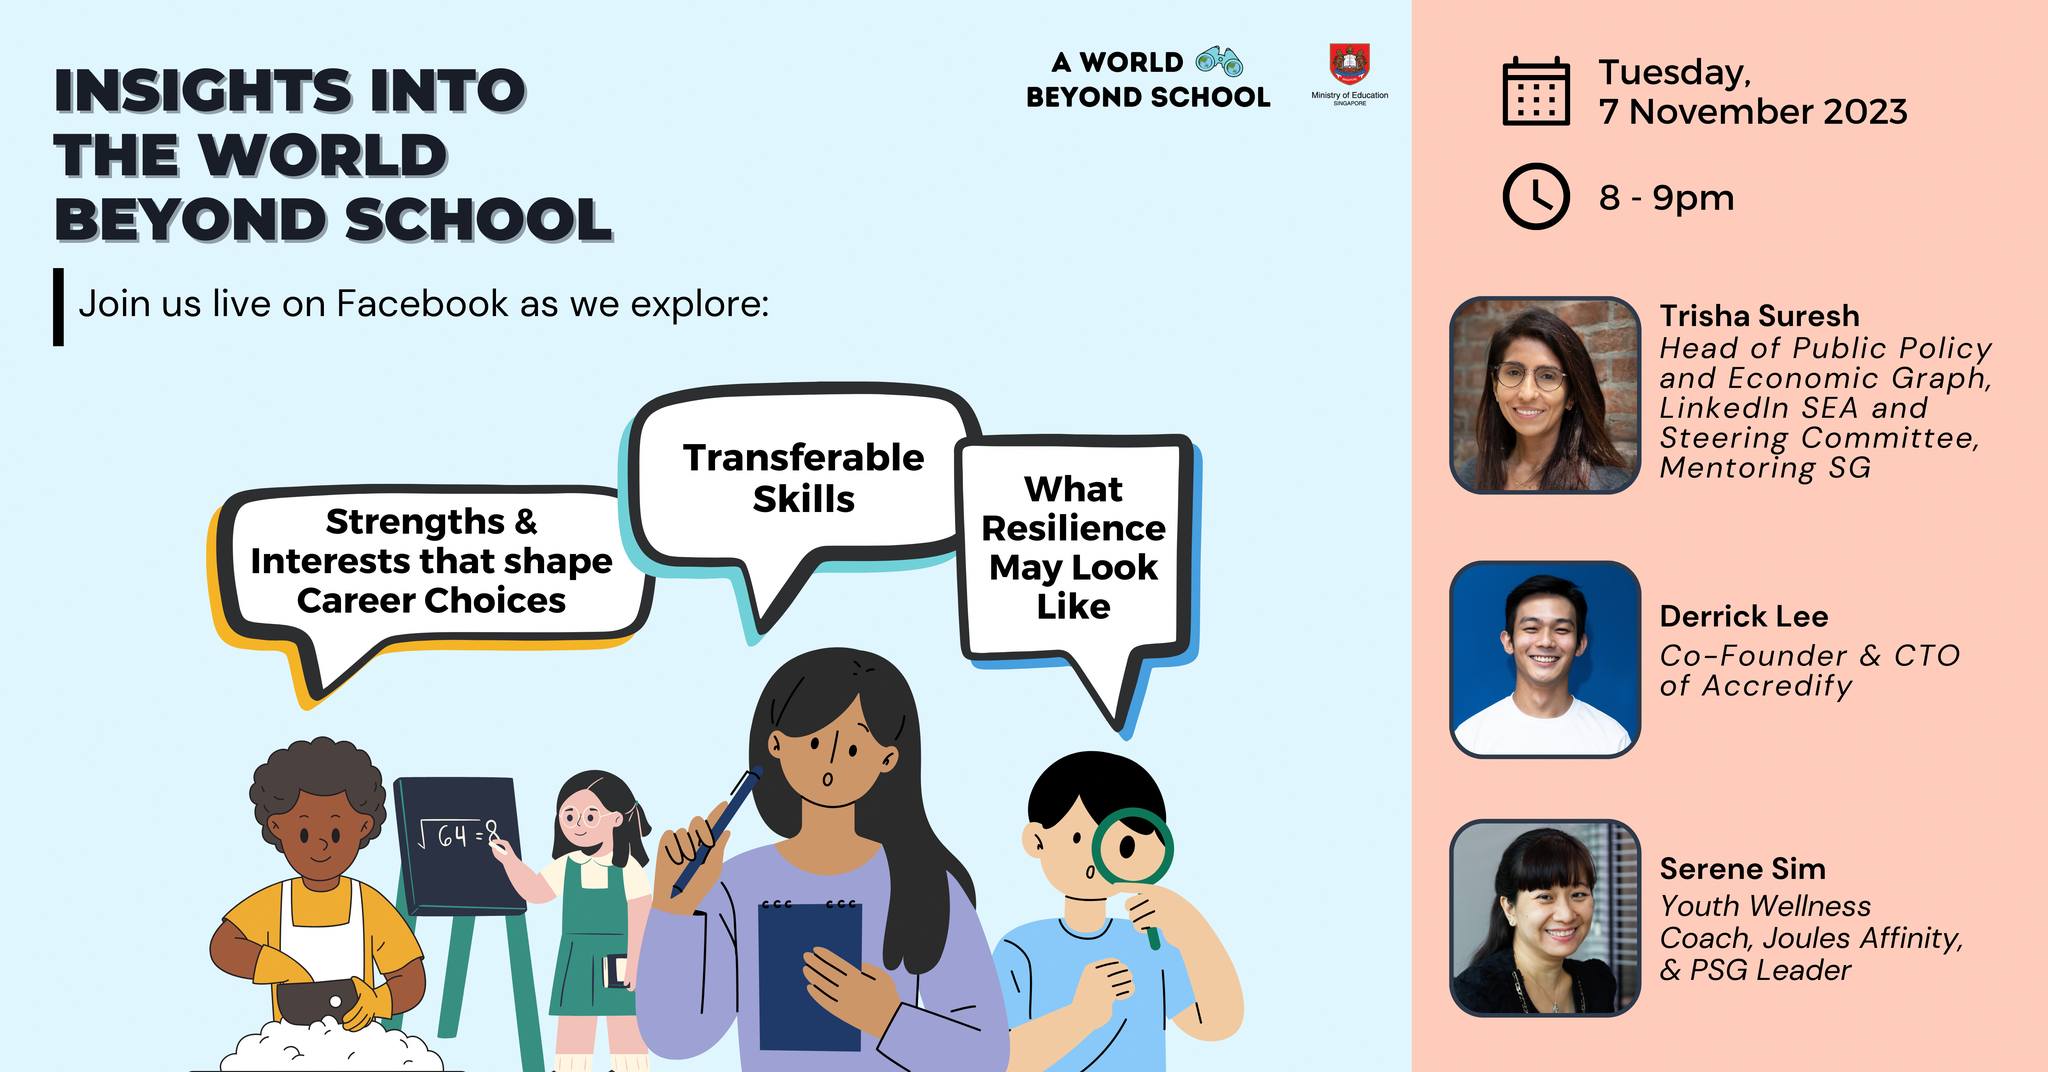 INSIGHTS INTO
THE WORLD
BEYOND SCHOOL
Join us live on Facebook as we explore:
A WORLD
BEYOND SCHOOL
Ministry of Education
SINGAPORE
Strengths &
Interests that shape
Career Choices
Transferable
Skills
What
Resilience
May Look
Like
√64 = 8
Tuesday,
7 November 2023
8 - 9pm
Trisha Suresh
Head of Public Policy
and Economic Graph,
LinkedIn SEA and
Steering Committee,
Mentoring SG
Derrick Lee
Co-Founder & CTO
of Accredify
Serene Sim
Youth Wellness
Coach, Joules Affinity,
& PSG Leader